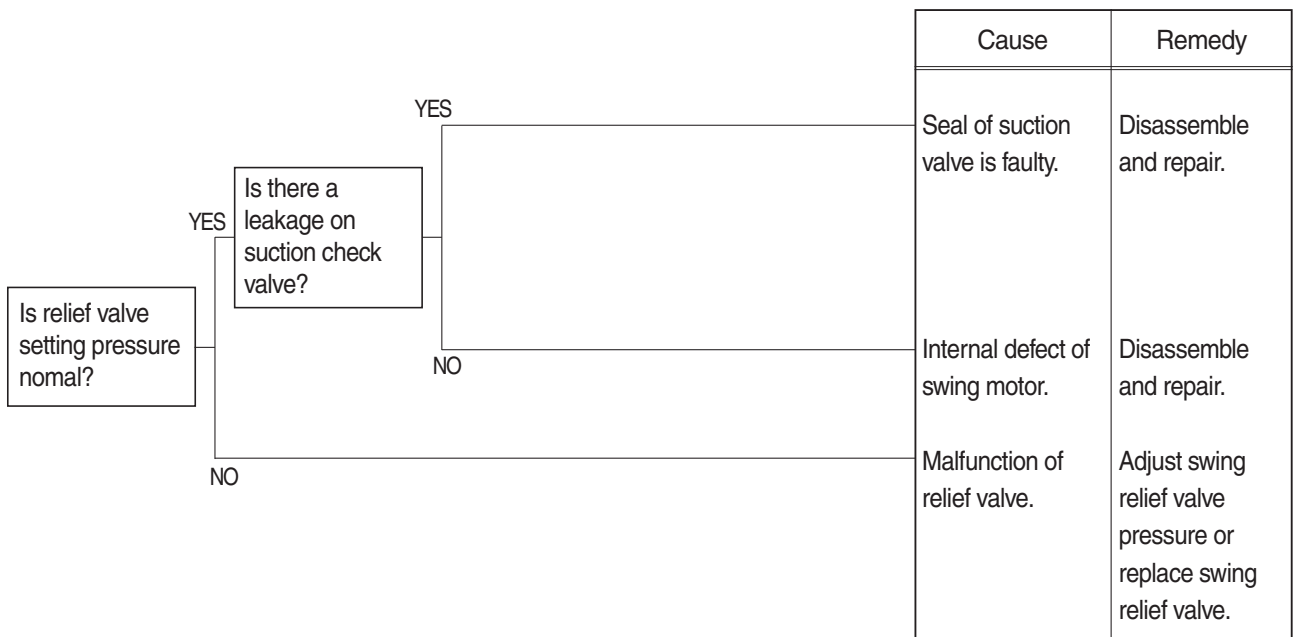 Cause
Remedy
YES
Seal of suction
valve is faulty.
Disassemble
and repair.
YES
Is there a
leakage on
suction check
valve?
Is relief valve
setting pressure
nomal?
NO
Internal defect of
swing motor.
Disassemble
and repair.
NO
Malfunction of
relief valve.
Adjust swing
relief valve
pressure or
replace swing
relief valve.